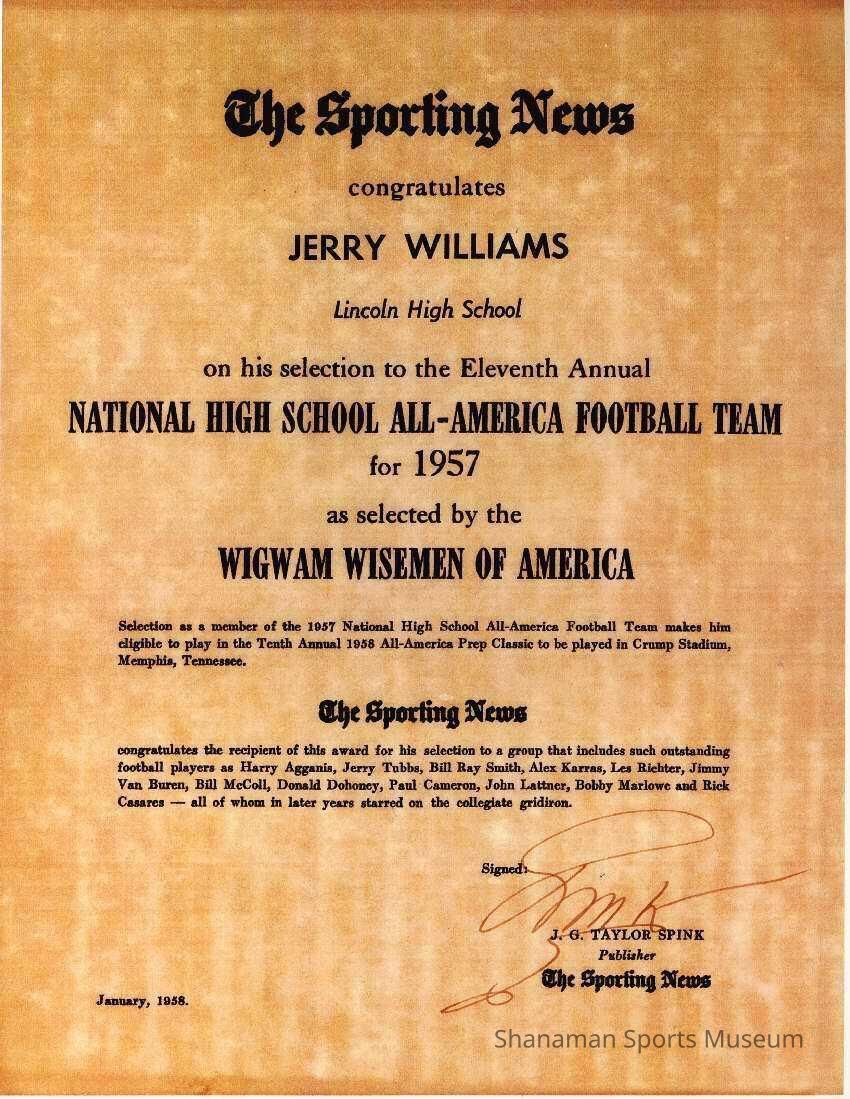 The Sporting News
congratulates
JERRY WILLIAMS
Lincoln High School
on his selection to the Eleventh Annual
NATIONAL HIGH SCHOOL ALL-AMERICA FOOTBALL TEAM
for 1957
as selected by the
WIGWAM WISEMEN OF AMERICA
Selection as a member of the 1957 National High School All-America Football Team makes him
eligible to play in the Tenth Annual 1958 All-America Prep Classic to be played in Crump Stadium,
Memphis, Tennessee.
The Sporting News
congratulates the recipient of this award for his selection to a group that includes such outstanding
football players as Harry Agganis, Jerry Tubbs, Bill Ray Smith, Alex Karras, Les Richter, Jimmy
Van Buren, Bill McColl, Donald Dohoney, Paul Cameron, John Lattner, Bobby Marlowe and Rick
Casares — all of whom in later years starred on the collegiate gridiron.
Signed:
J. G. TAYLOR SPINK
Publisher
The Sporting News
January, 1958.
Shanaman Sports Museum